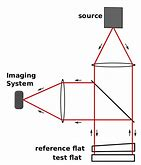 source
Imaging
System
reference flat
test flat